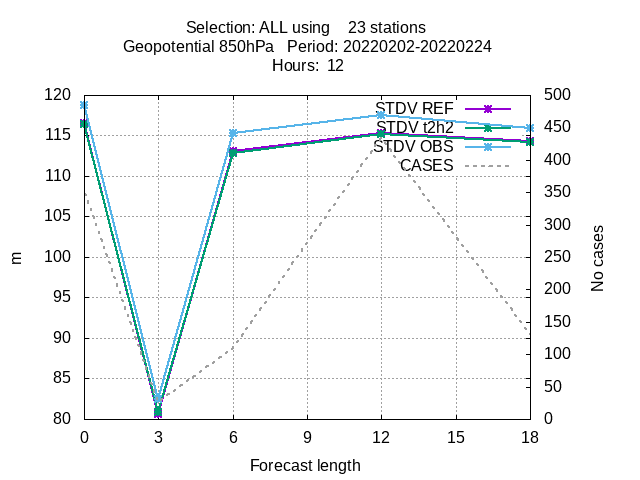 Selection: ALL using    23 stations
Geopotential 850hPa   Period: 20220202-20220224
Hours:  12
STDV REF
STDV t2h2
STDV OBS
CASES
120
115
110
105
100
95
90
85
80
m
500
450
400
350
300
250
200
150
100
50
0
No cases
0 3 6 9 12 15 18
Forecast length